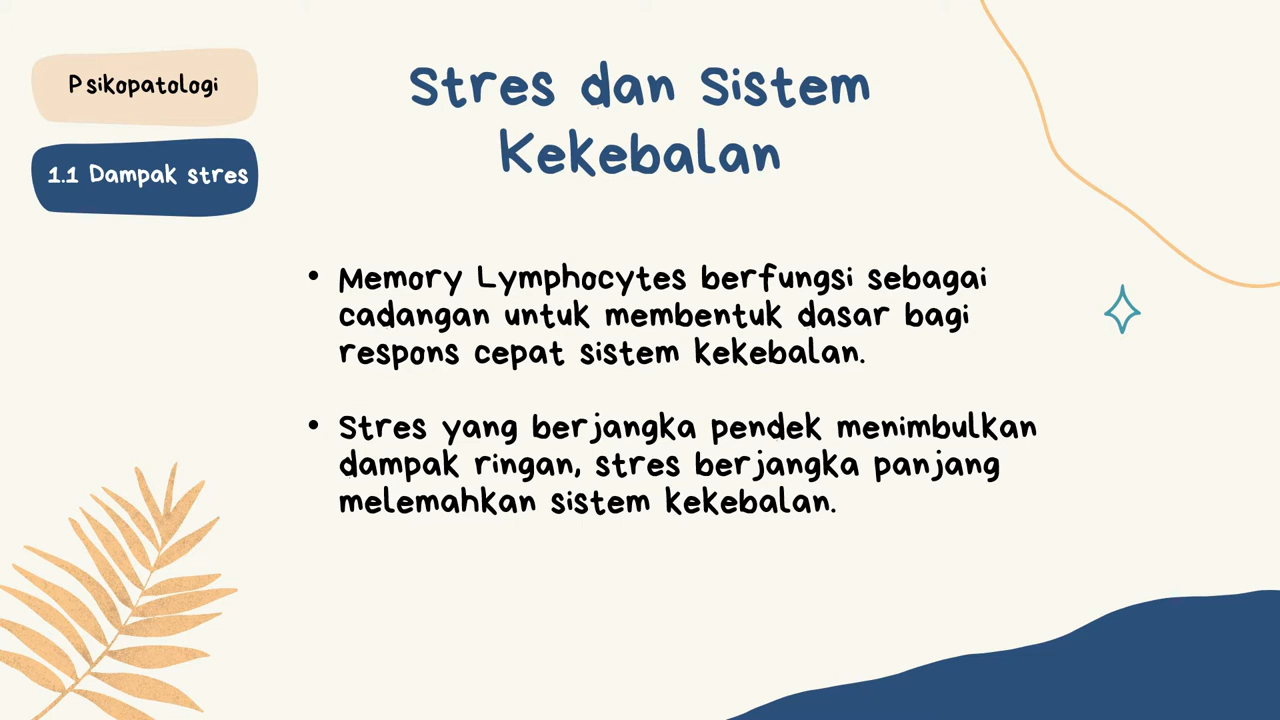 Psikopatologi
1.1 Dampak stres
Stres dan Sistem
Kekebalan
• Memory Lymphocytes berfungsi sebagai
cadangan untuk membentuk dasar bagi
respons cepat sistem kekebalan.
• Stres yang berjangka pendek menimbulkan
dampak ringan, stres berjangka panjang
melemahkan sistem kekebalan.